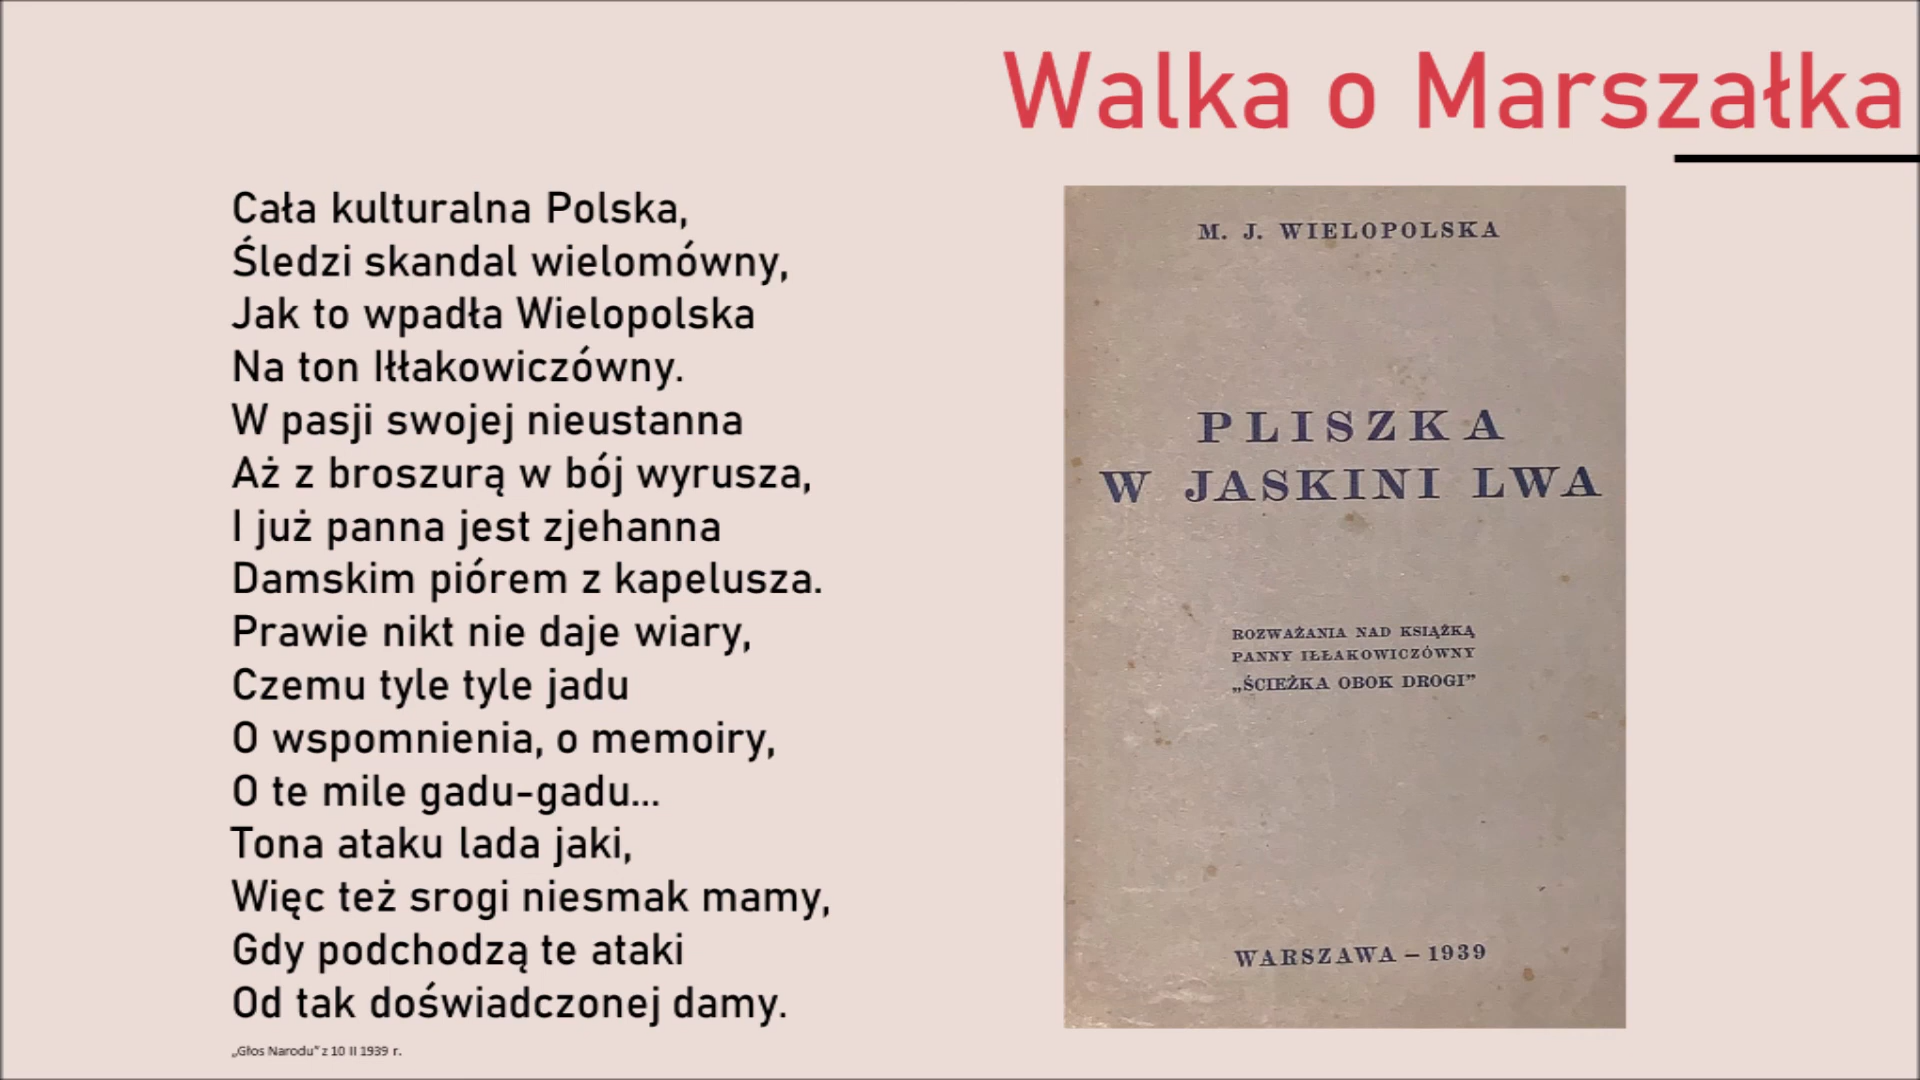 Walka o Marszałka
Cała kulturalna Polska,
Śledzi skandal wielomówny,
Jak to wpadła Wielopolska
Na ton Iłłakowiczówny.
W pasji swojej nieustanna
Aż z broszurą w bój wyrusza,
I już panna jest zjehanna
Damskim piórem z kapelusza.
Prawie nikt nie daje wiary,
Czemu tyle tyle jadu
O wspomnienia, o memoiry,
O te mile gadu-gadu...
Tona ataku lada jaki,
Więc też srogi niesmak mamy,
Gdy podchodzą te ataki
Od tak doświadczonej damy.
„Głos Narodu" z 10 II 1939 r.
M. J. WIELOPOLSKA
PLISZKA
W JASKINI LWA
ROZWAŻANIA NAD KSIĄŻKĄ
PANNY IŁŁAKOWICZÓWNY
„ŚCIEŻKA OBOK DROGI”
WARSZAWA – 1939